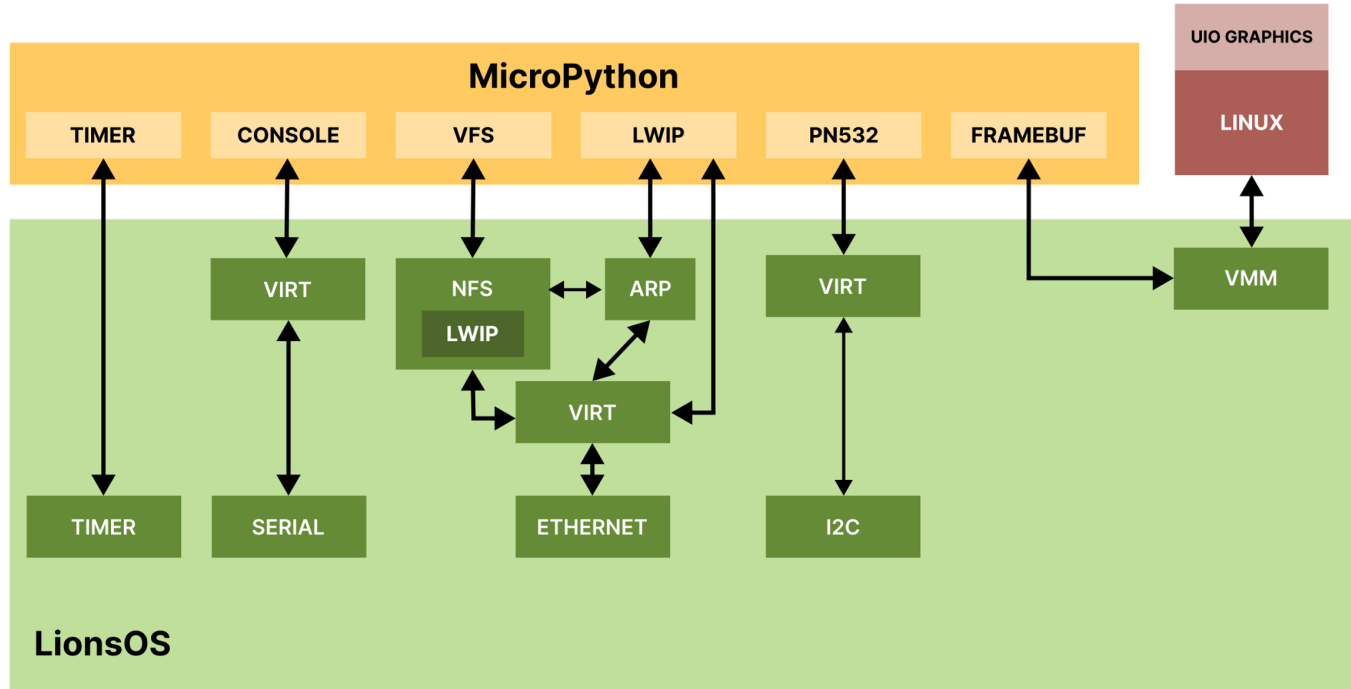 UIO GRAPHICS
MicroPython
TIMER
CONSOLE
VFS
LWIP
PN532
FRAMEBUF
LINUX
VIRT
NFS
LWIP
ARP
VIRT
VMM
VIRT
TIMER
SERIAL
ETHERNET
I2C
LionsOS